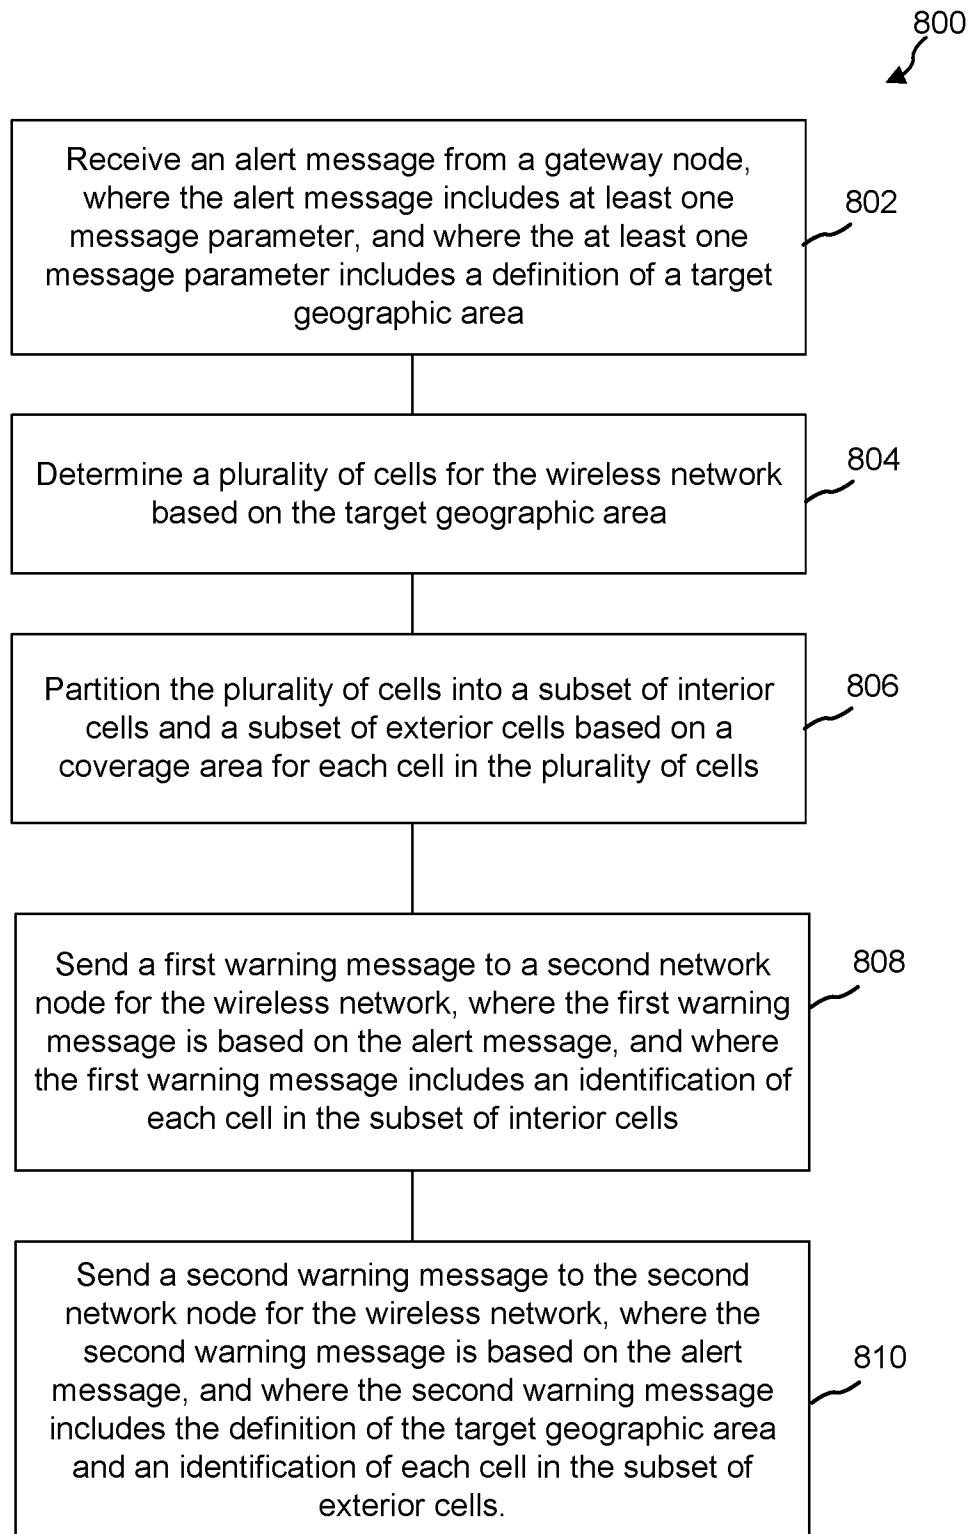 800
Receive an alert message from a gateway node,
where the alert message includes at least one
message parameter, and where the at least one
message parameter includes a definition of a target
geographic area
802
Determine a plurality of cells for the wireless network
based on the target geographic area
804
Partition the plurality of cells into a subset of interior
cells and a subset of exterior cells based on a
coverage area for each cell in the plurality of cells
806
Send a first warning message to a second network
node for the wireless network, where the first warning
message is based on the alert message, and where
the first warning message includes an identification of
each cell in the subset of interior cells
808
Send a second warning message to the second
network node for the wireless network, where the
second warning message is based on the alert
message, and where the second warning message
includes the definition of the target geographic area
and an identification of each cell in the subset of
exterior cells.
810